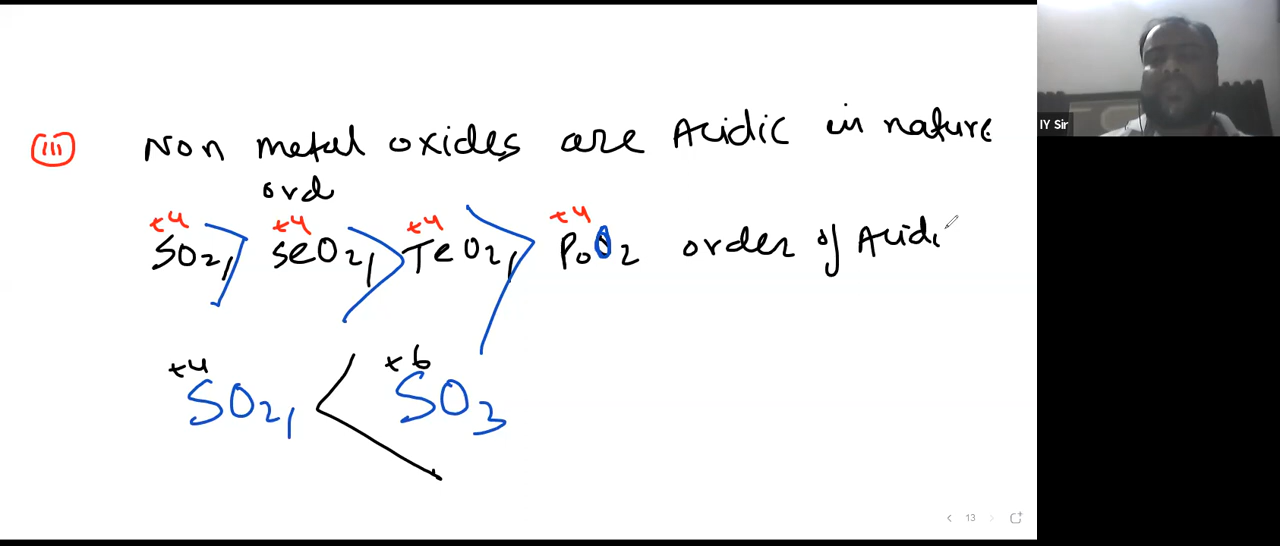 (iii) Non metal oxides are Acidic in nature
ord
+4 +4 +4 +4
SO2, > SeO2, > TeO2, > PoO2 order of Acidi
+4 +6
SO2, < SO3
IY Sir
13